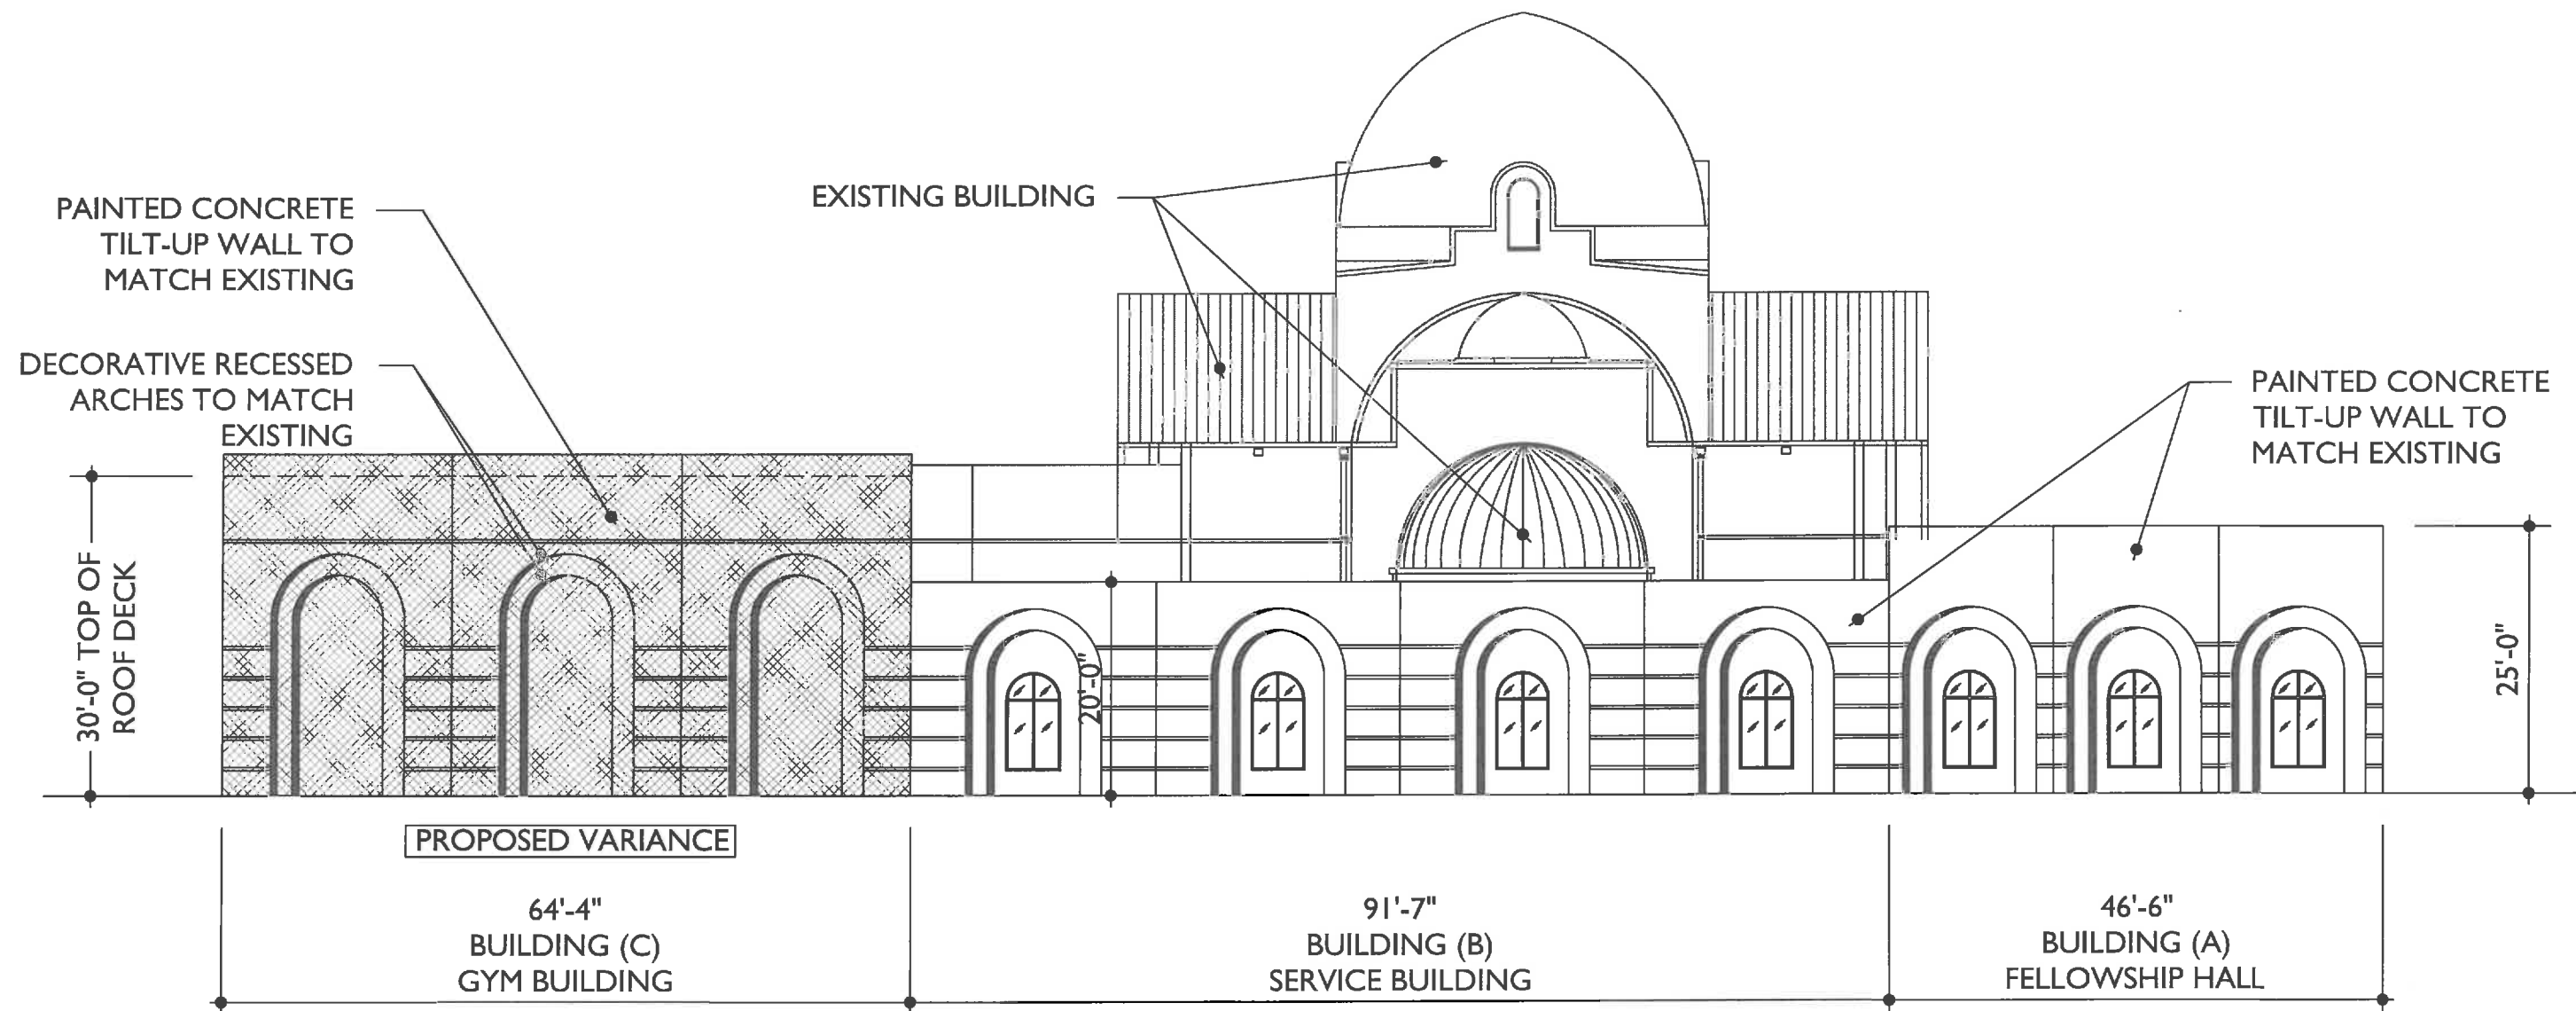 PAINTED CONCRETE
TILT-UP WALL TO
MATCH EXISTING
DECORATIVE RECESSED
ARCHES TO MATCH
EXISTING
EXISTING BUILDING
PAINTED CONCRETE
TILT-UP WALL TO
MATCH EXISTING
30'-0" TOP OF
ROOF DECK
20'-0"
25'-0"
PROPOSED VARIANCE
64'-4"
BUILDING (C)
GYM BUILDING
91'-7"
BUILDING (B)
SERVICE BUILDING
46'-6"
BUILDING (A)
FELLOWSHIP HALL